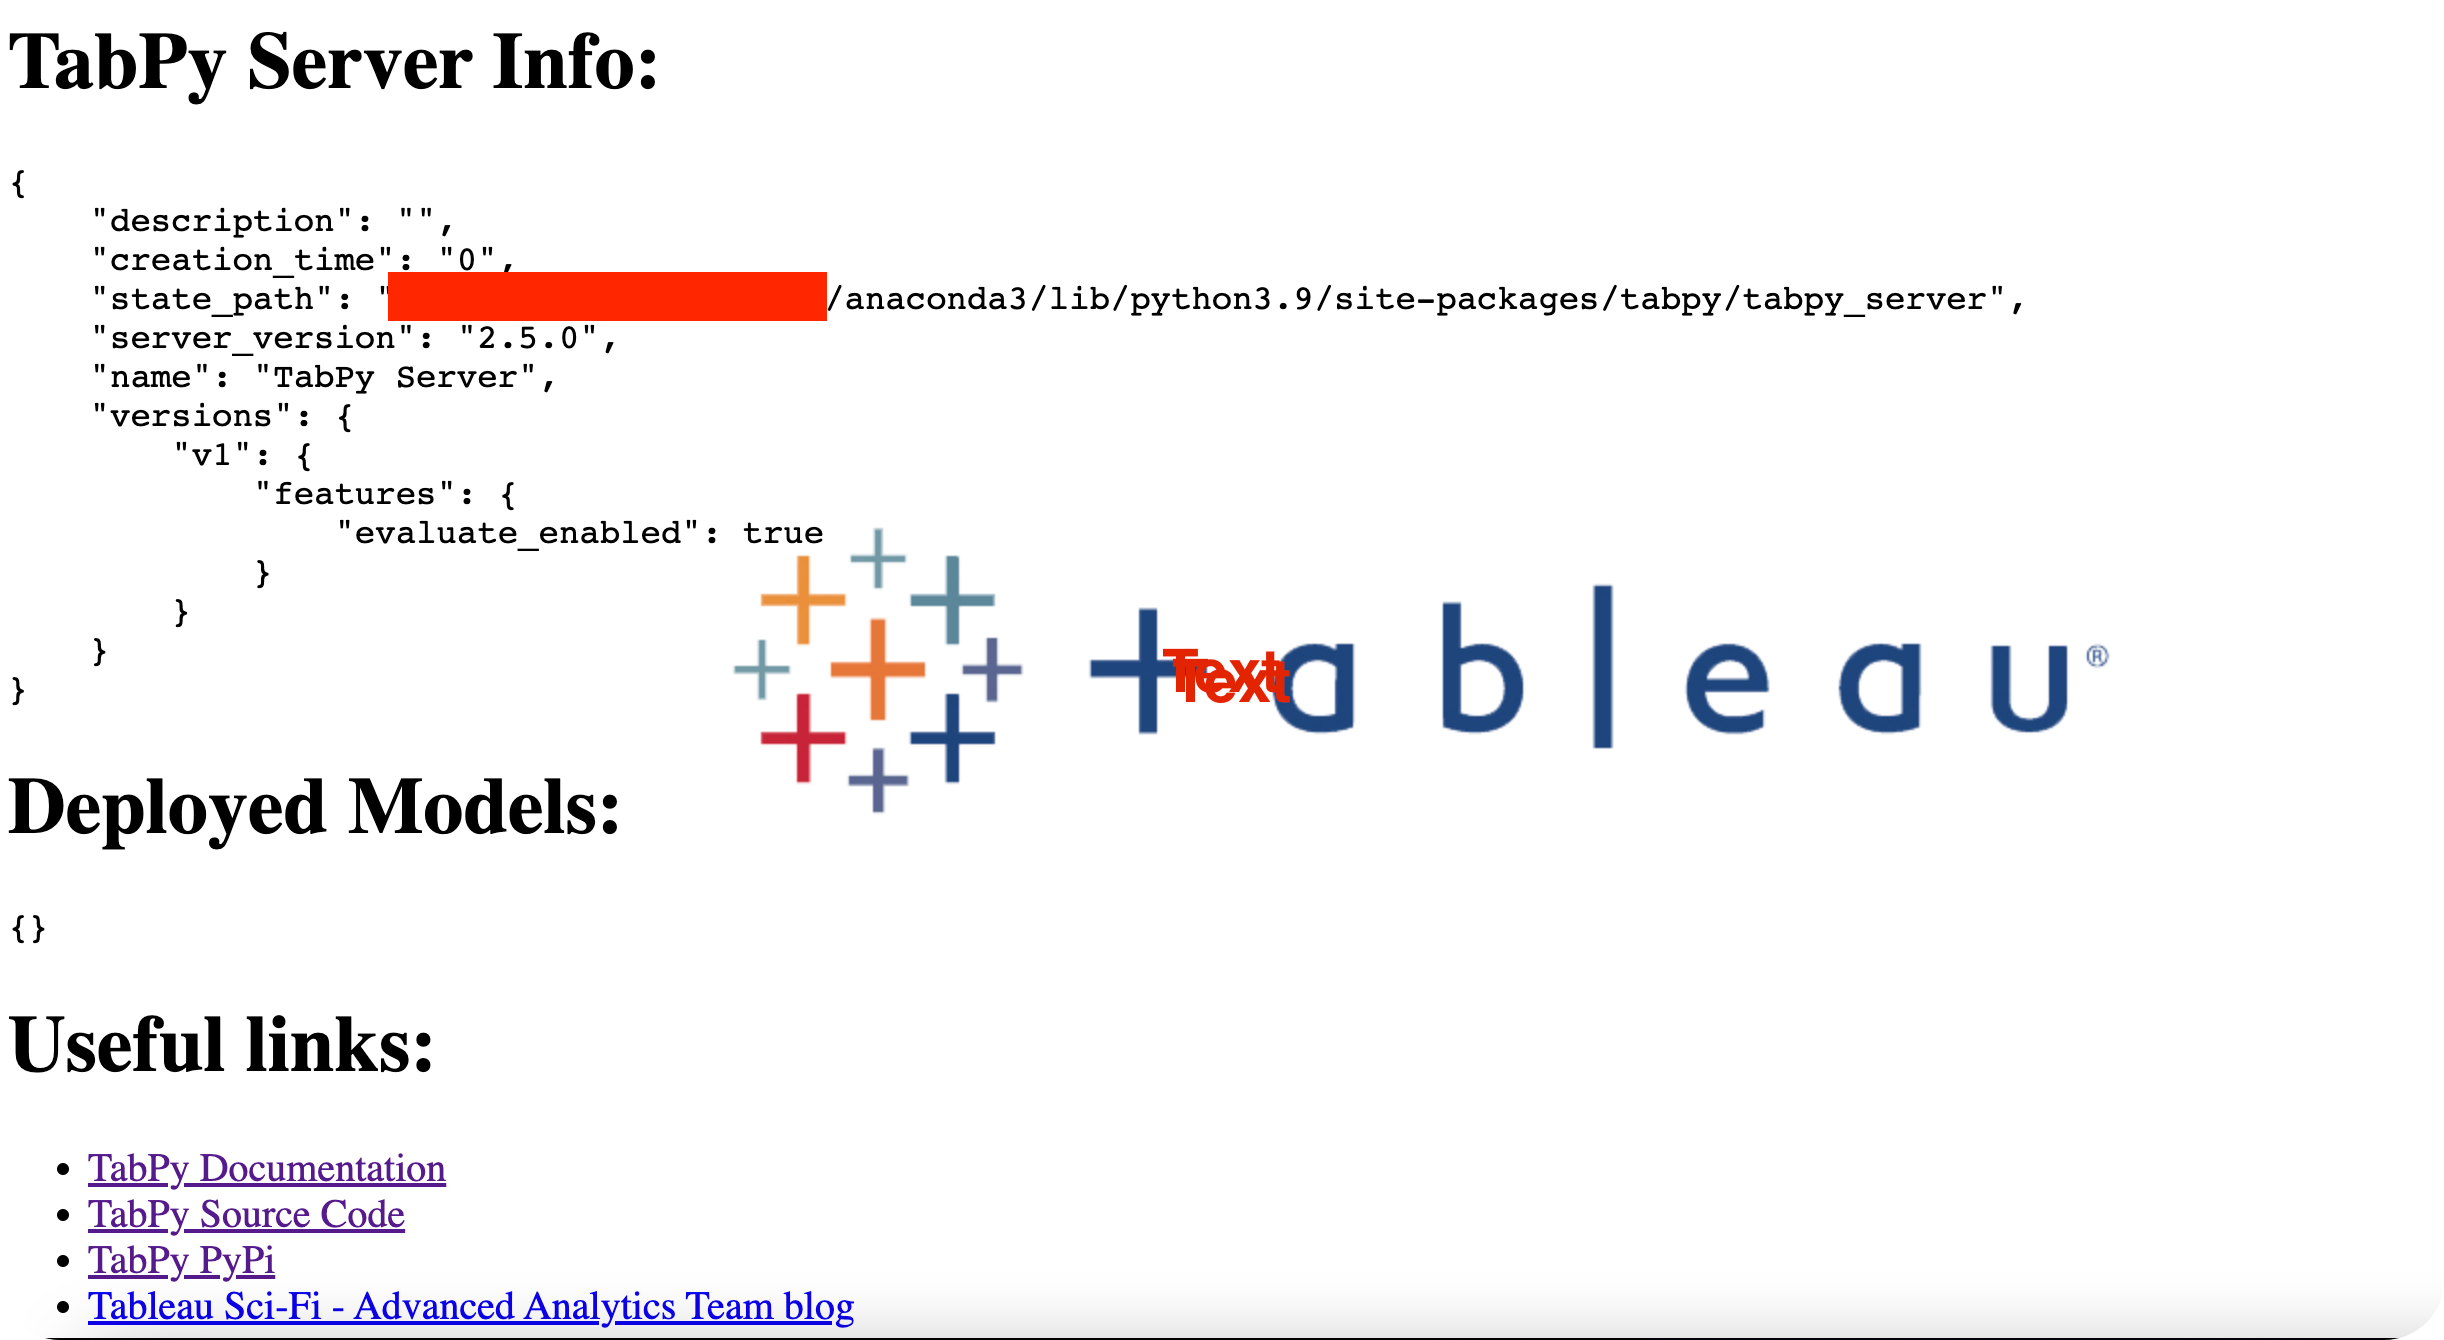 TabPy Server Info:
{
"description": "",
"creation_time": "0",
"state_path": "/anaconda3/lib/python3.9/site-packages/tabpy/tabpy_server",
"server_version": "2.5.0",
"name": "TabPy Server",
"versions": {
"v1": {
"features": {
"evaluate_enabled": true
}
}
}
}
+ableau®
Text
Text
Deployed Models:
{}
Useful links:
• TabPy Documentation
• TabPy Source Code
• TabPy PyPi
• Tableau Sci-Fi - Advanced Analytics Team blog